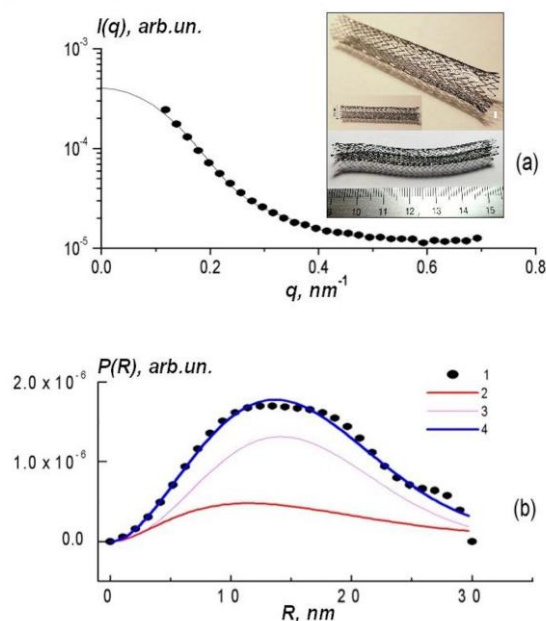 I(q), arb.un.
10⁻³
10⁻⁴
10⁻⁵
0.0 0.2 0.4 0.6 0.8
q, nm⁻¹
(a)
9 10 11 12 13 14 15
P(R), arb.un.
2.0 x 10⁻⁶
1.0 x 10⁻⁶
0.0
0 10 20 30
R, nm
1
2
3
4
(b)